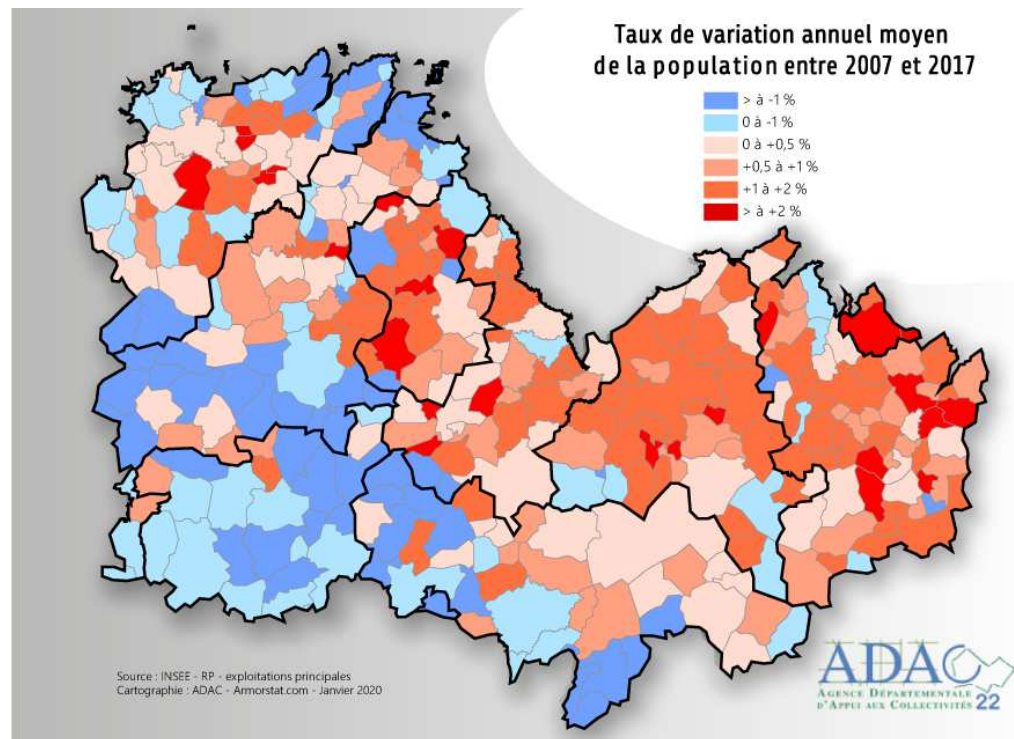 Taux de variation annuel moyen
de la population entre 2007 et 2017
> à -1 %
0 à -1 %
0 à +0,5 %
+0,5 à +1 %
+1 à +2 %
> à +2 %
Source : INSEE - RP - exploitations principales
Cartographie : ADAC - Armorstat.com - Janvier 2020
ADAC
AGENCE DÉPARTEMENTALE
D'APPUI AUX COLLECTIVITÉS 22